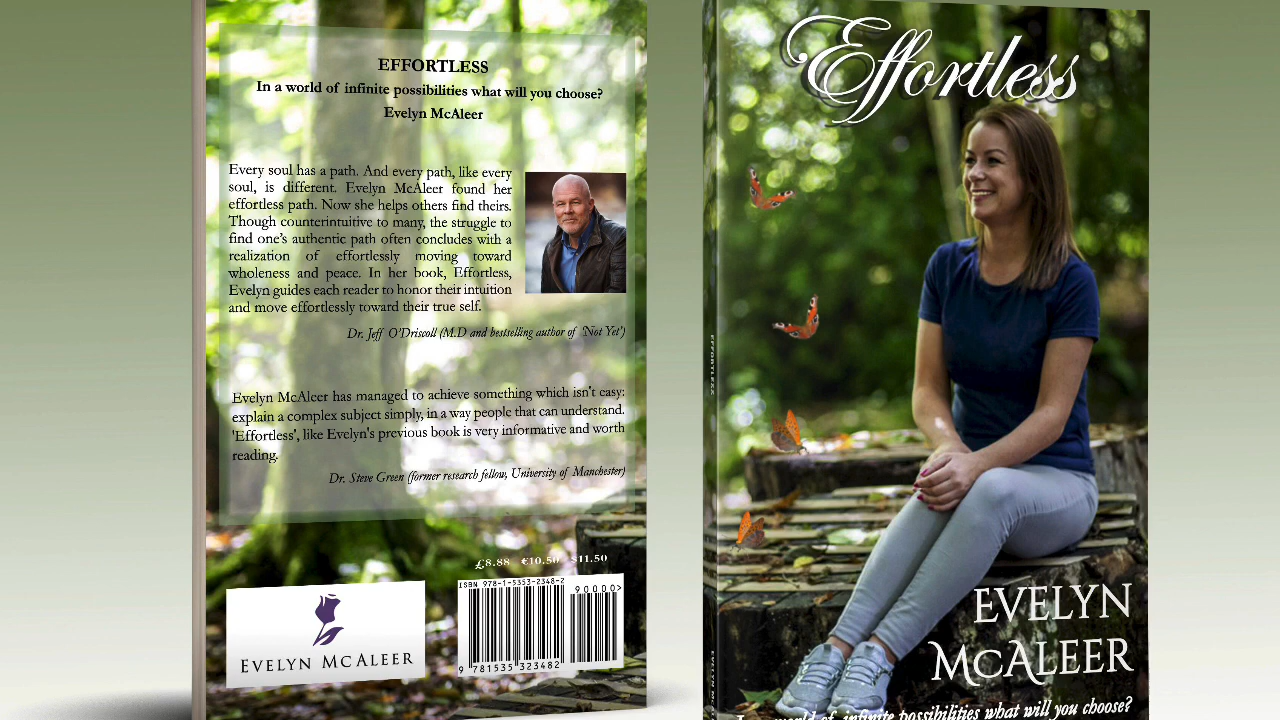 EFFORTLESS
In a world of infinite possibilities what will you choose?
Evelyn McAleer
Every soul has a path. And every path, like every
soul, is different. Evelyn McAleer found her
effortless path. Now she helps others find theirs.
Though counterintuitive to many, the struggle to
find one's authentic path often concludes with a
realization of effortlessly moving toward
wholeness and peace. In her book, Effortless,
Evelyn guides each reader to honor their intuition
and move effortlessly toward their true self.
Dr. Jeff O'Driscoll (M.D and bestselling author of 'Not Yet')
Evelyn McAleer has managed to achieve something which isn't easy:
explain a complex subject simply, in a way people that can understand.
'Effortless', like Evelyn's previous book is very informative and worth
reading.
Dr. Steve Green (former research fellow, University of Manchester)
£8.88 €10.50 $11.50
ISBN 978-1-5353-2348-2
90000>
9 781535 323482
EVELYN MCALEER
EFFORTLESS
Effortless
EVELYN
MCALEER
In a world of infinite possibilities what will you choose?